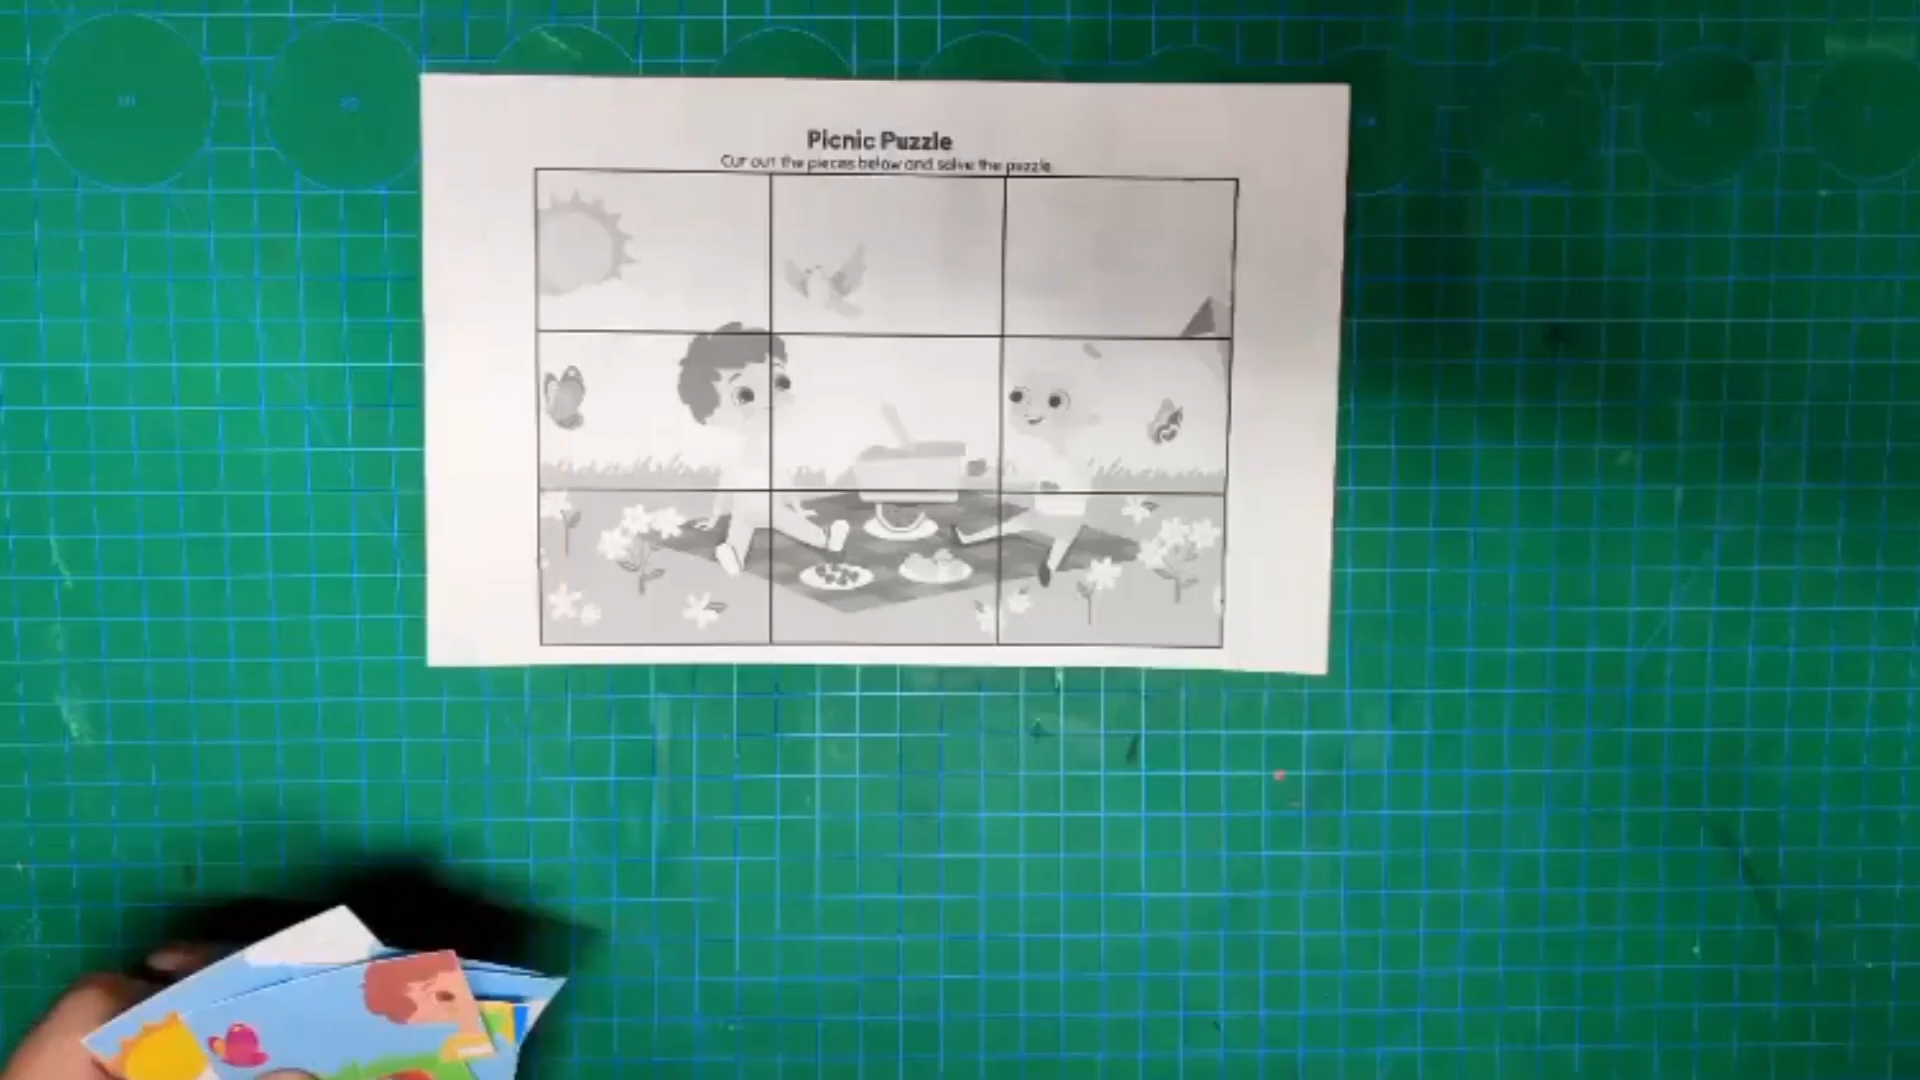 Picnic Puzzle
Cut out the pieces below and solve the puzzle.